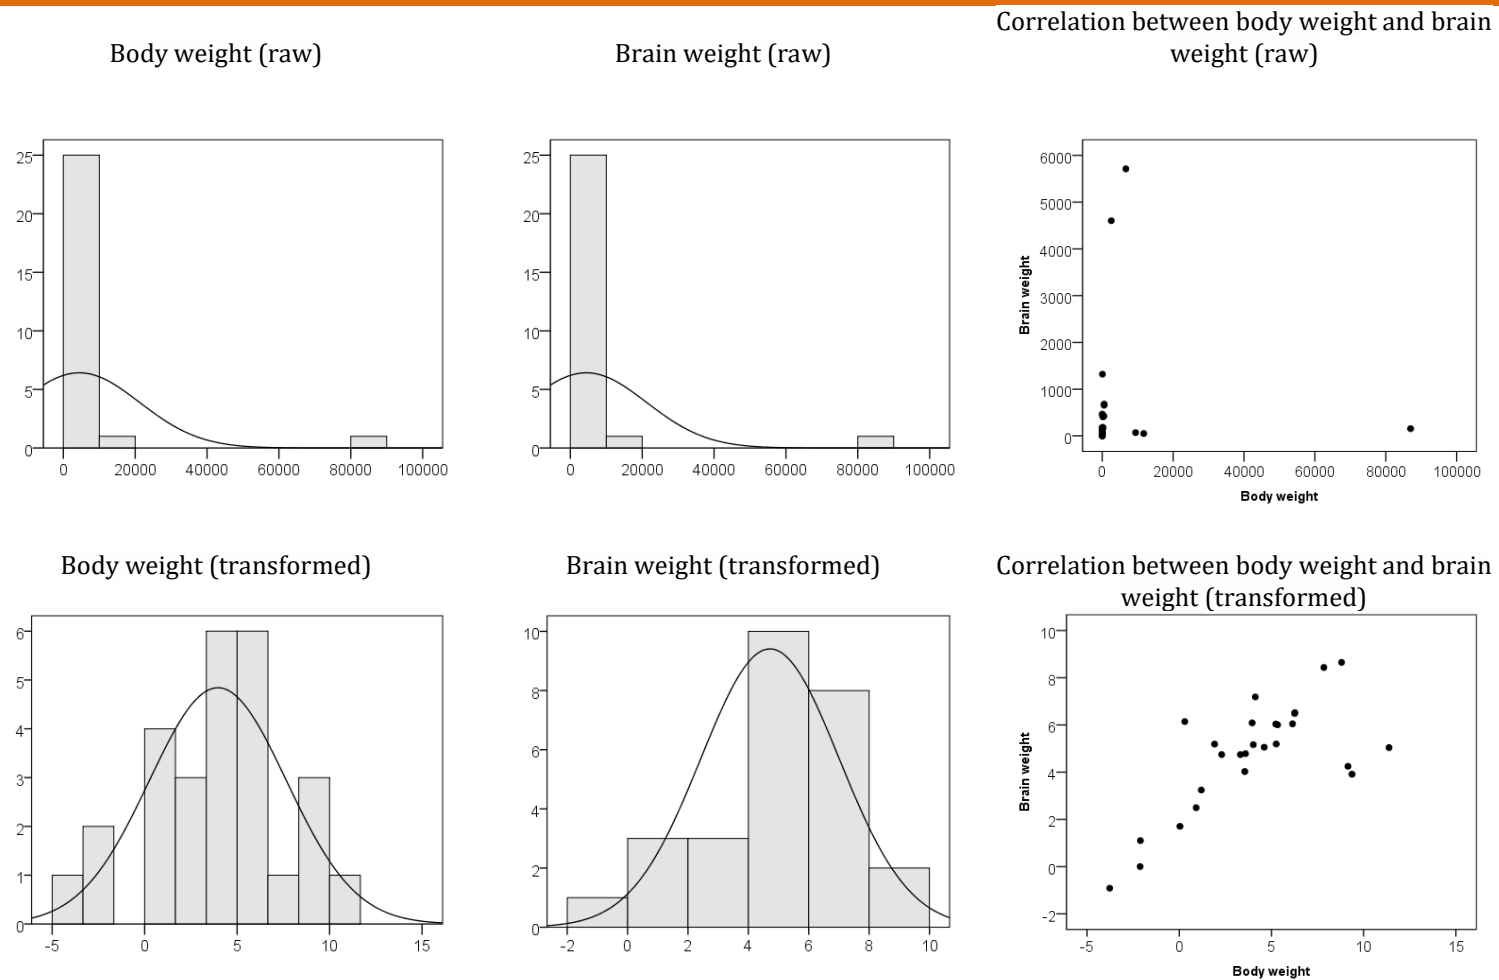 Body weight (raw)
Brain weight (raw)
Correlation between body weight and brain
weight (raw)
25
20
15
10
5
0
0 20000 40000 60000 80000 100000
25
20
15
10
5
0
0 20000 40000 60000 80000 100000
6000
5000
4000
3000
2000
1000
0
Brain weight
0 20000 40000 60000 80000 100000
Body weight
Body weight (transformed)
Brain weight (transformed)
Correlation between body weight and brain
weight (transformed)
6
5
4
3
2
1
0
-5 0 5 10 15
10
8
6
4
2
0
-2 0 2 4 6 8 10
10
8
6
4
2
0
-2
Brain weight
-5 0 5 10 15
Body weight